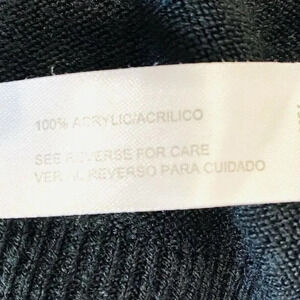 100% ACRYLIC/ACRILICO
SEE REVERSE FOR CARE
VER AL REVERSO PARA CUIDADO